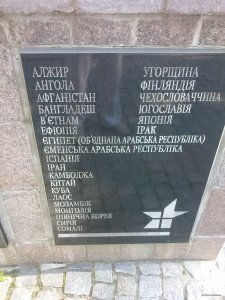 АЛЖИР УГОРЩИНА
АНГОЛА ФІНЛЯНДІЯ
АФГАНІСТАН ЧЕХОСЛОВАЧЧИНА
БАНГЛАДЕШ ЮГОСЛАВІЯ
В'ЄТНАМ ЯПОНІЯ
ЕФІОПІЯ ІРАК
ЄГИПЕТ (ОБ'ЄДНАНА АРАБСЬКА РЕСПУБЛІКА)
ЄМЕНСЬКА АРАБСЬКА РЕСПУБЛІКА
ІСПАНІЯ
ІРАН
КАМБОДЖА
КИТАЙ
КУБА
ЛАОС
МОЗАМБІК
МОНГОЛІЯ
ПІВНІЧНА КОРЕЯ
СИРІЯ
СОМАЛІ